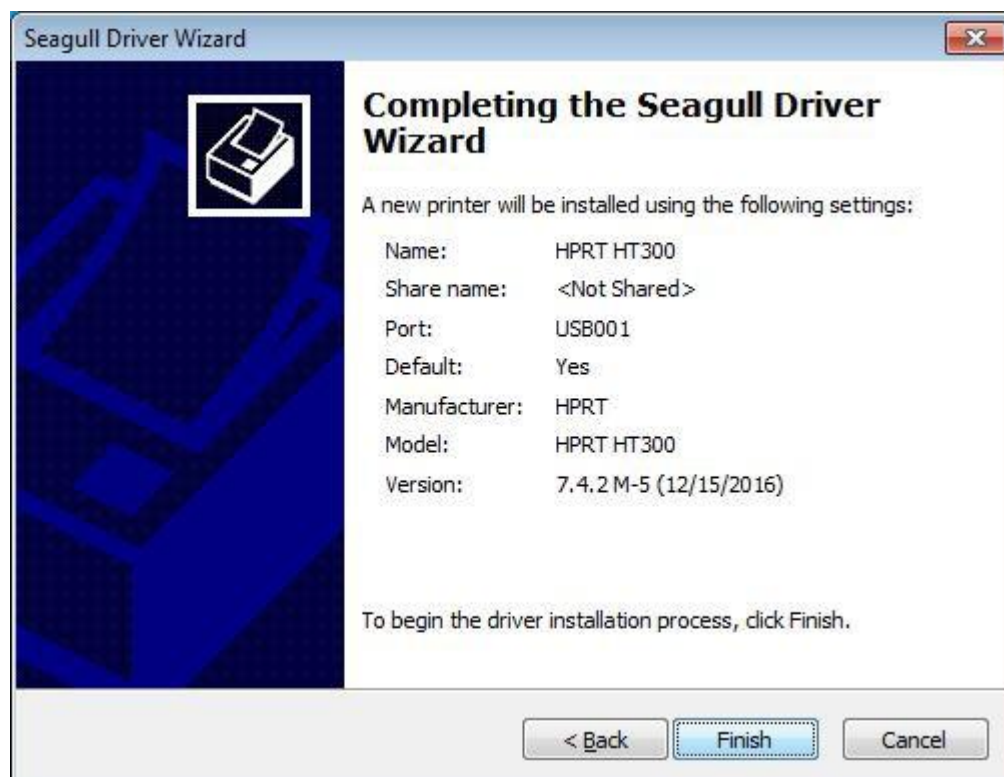 Seagull Driver Wizard
Completing the Seagull Driver
Wizard
A new printer will be installed using the following settings:
Name: HPRT HT300
Share name: <Not Shared>
Port: USB001
Default: Yes
Manufacturer: HPRT
Model: HPRT HT300
Version: 7.4.2 M-5 (12/15/2016)
To begin the driver installation process, click Finish.
< Back Finish Cancel